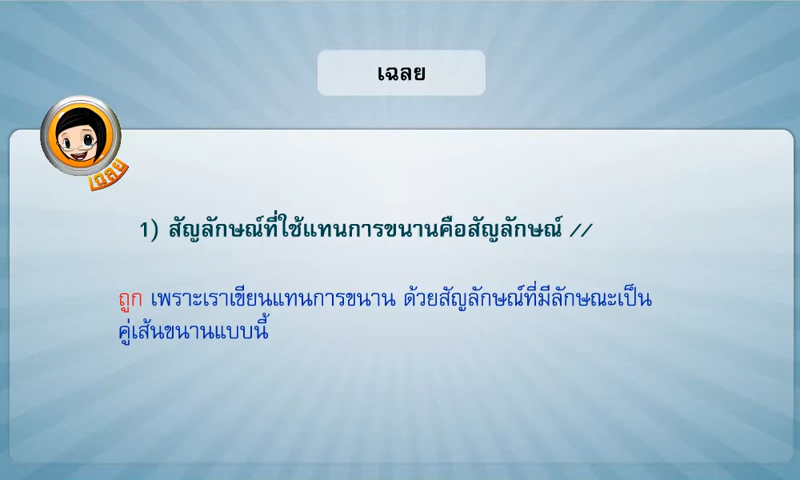 เฉลย
เฉลย
1) สัญลักษณ์ที่ใช้แทนการขนานคือสัญลักษณ์ //
ถูก เพราะเราเขียนแทนการขนาน ด้วยสัญลักษณ์ที่มีลักษณะเป็น
คู่เส้นขนานแบบนี้